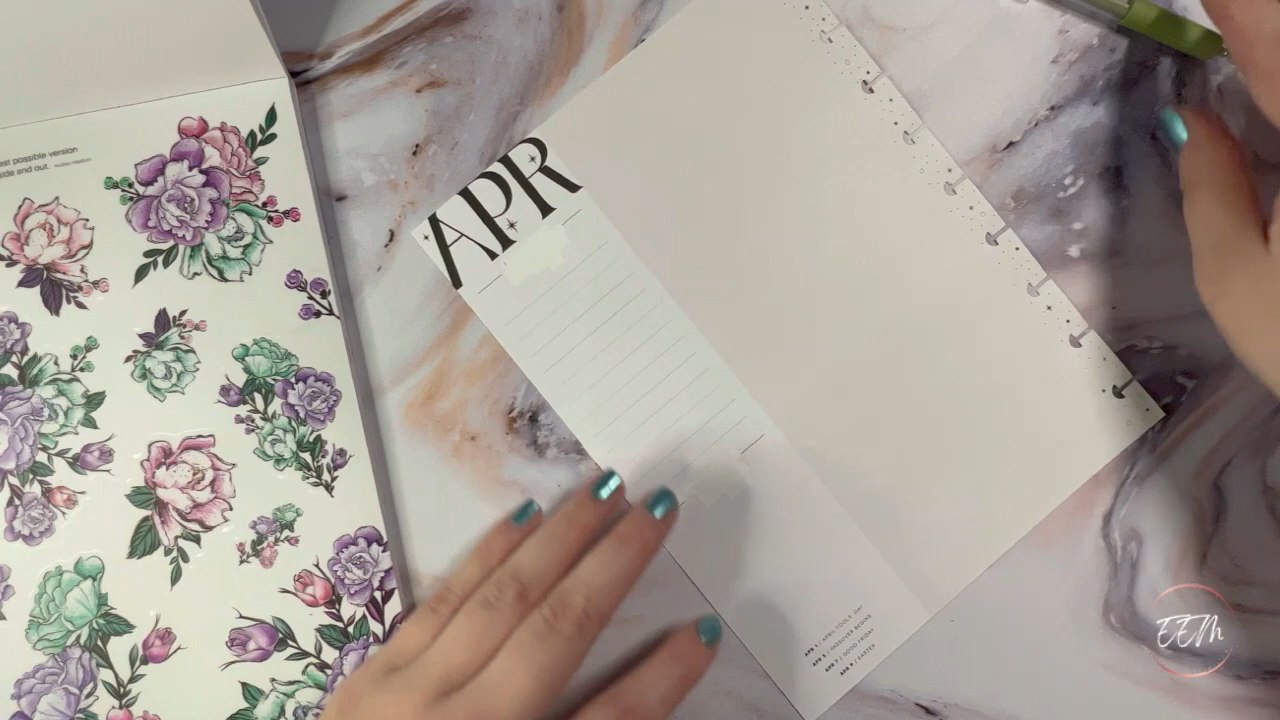 est possible version
side and out.
APR
APR 1 / APRIL FOOLS' DAY
APR 5 / PASSOVER BEGINS
APR 7 / GOOD FRIDAY
APR 9 / EASTER
EEM